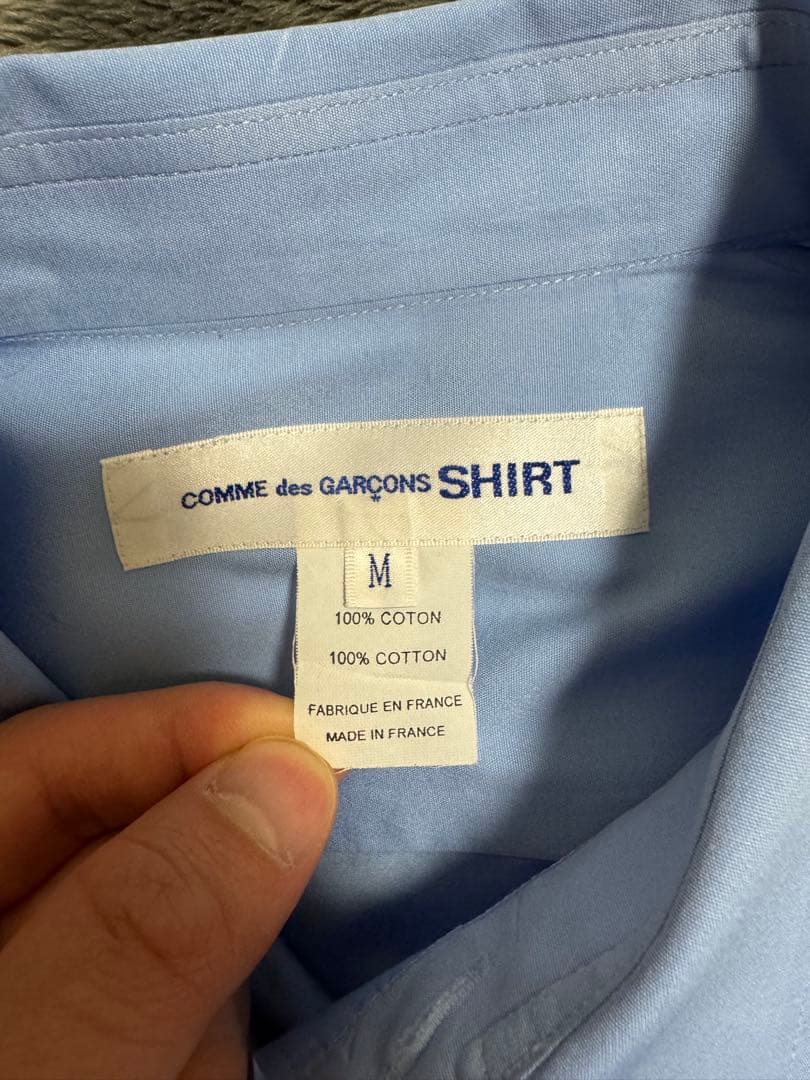 COMME des GARÇONS SHIRT
M
100% COTON
100% COTTON
FABRIQUE EN FRANCE
MADE IN FRANCE